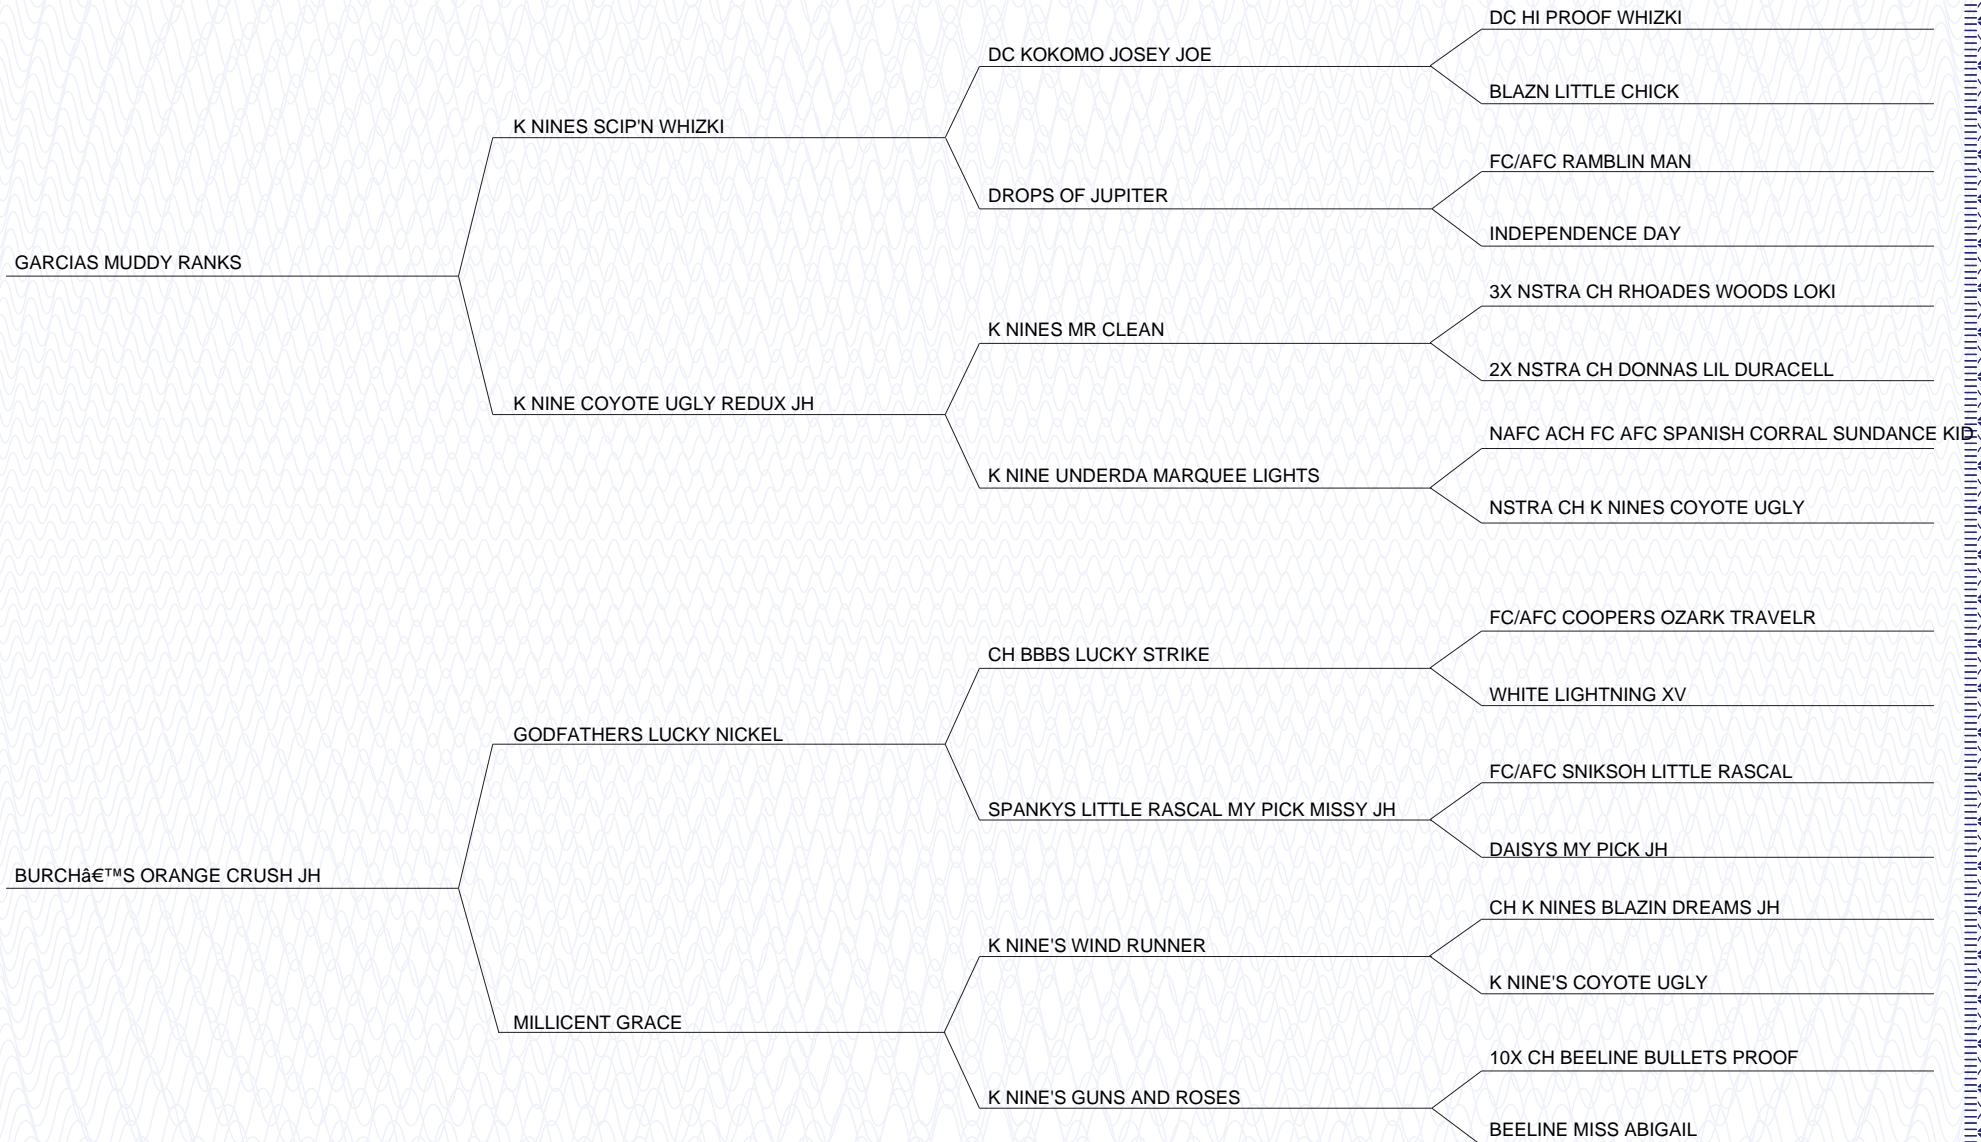 DC HI PROOF WHIZKI
DC KOKOMO JOSEY JOE
BLAZN LITTLE CHICK
K NINES SCIP'N WHIZKI
FC/AFC RAMBLIN MAN
DROPS OF JUPITER
INDEPENDENCE DAY
GARCIAS MUDDY RANKS
3X NSTRA CH RHOADES WOODS LOKI
K NINES MR CLEAN
2X NSTRA CH DONNAS LIL DURACELL
K NINE COYOTE UGLY REDUX JH
NAFC ACH FC AFC SPANISH CORRAL SUNDANCE KID
K NINE UNDERDA MARQUEE LIGHTS
NSTRA CH K NINES COYOTE UGLY
FC/AFC COOPERS OZARK TRAVELR
CH BBBS LUCKY STRIKE
WHITE LIGHTNING XV
GODFATHERS LUCKY NICKEL
FC/AFC SNIKSOH LITTLE RASCAL
SPANKYS LITTLE RASCAL MY PICK MISSY JH
DAISYS MY PICK JH
BURCHâ€™S ORANGE CRUSH JH
CH K NINES BLAZIN DREAMS JH
K NINE'S WIND RUNNER
K NINE'S COYOTE UGLY
MILLICENT GRACE
10X CH BEELINE BULLETS PROOF
K NINE'S GUNS AND ROSES
BEELINE MISS ABIGAIL